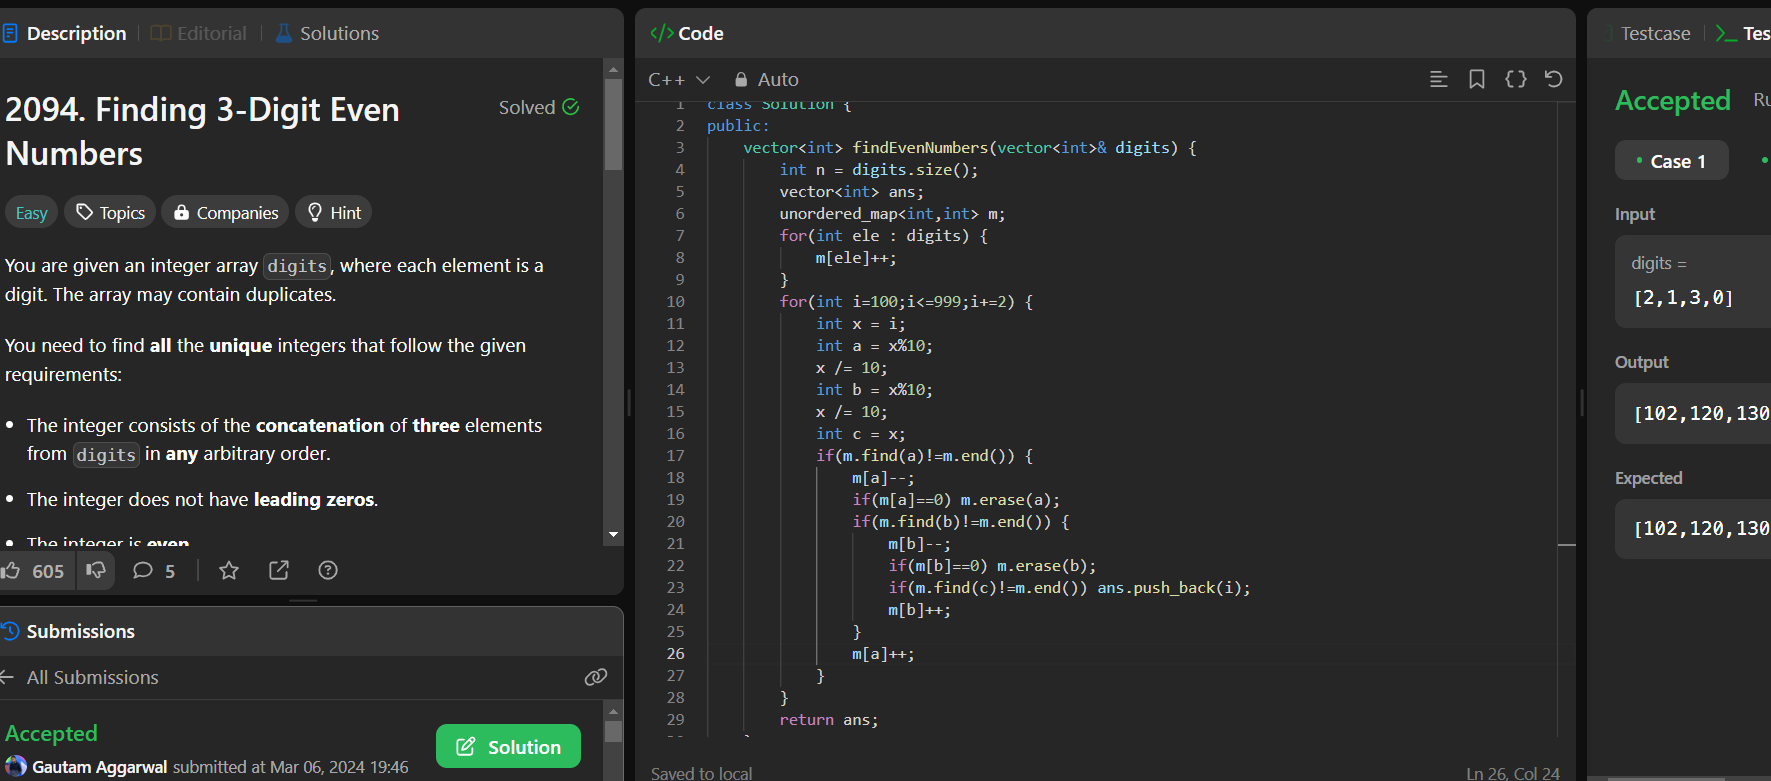 Description
Editorial
Solutions
2094. Finding 3-Digit Even
Numbers
Solved
Easy
Topics
Companies
Hint
You are given an integer array digits, where each element is a
digit. The array may contain duplicates.
You need to find all the unique integers that follow the given
requirements:
• The integer consists of the concatenation of three elements
from digits in any arbitrary order.
• The integer does not have leading zeros.
• The integer is even
605
5
Submissions
All Submissions
Accepted
Gautam Aggarwal submitted at Mar 06, 2024 19:46
Solution
</> Code
C++
Auto
1 class Solution {
2 public:
3 vector<int> findEvenNumbers(vector<int>& digits) {
4 int n = digits.size();
5 vector<int> ans;
6 unordered_map<int,int> m;
7 for(int ele : digits) {
8 m[ele]++;
9 }
10 for(int i=100;i<=999;i+=2) {
11 int x = i;
12 int a = x%10;
13 x /= 10;
14 int b = x%10;
15 x /= 10;
16 int c = x;
17 if(m.find(a)!=m.end()) {
18 m[a]--;
19 if(m[a]==0) m.erase(a);
20 if(m.find(b)!=m.end()) {
21 m[b]--;
22 if(m[b]==0) m.erase(b);
23 if(m.find(c)!=m.end()) ans.push_back(i);
24 m[b]++;
25 }
26 m[a]++;
27 }
28 }
29 return ans;
Saved to local
Ln 26, Col 24
Testcase
>_ Tes
Accepted
Ru
• Case 1
Input
digits =
[2,1,3,0]
Output
[102,120,130
Expected
[102,120,130